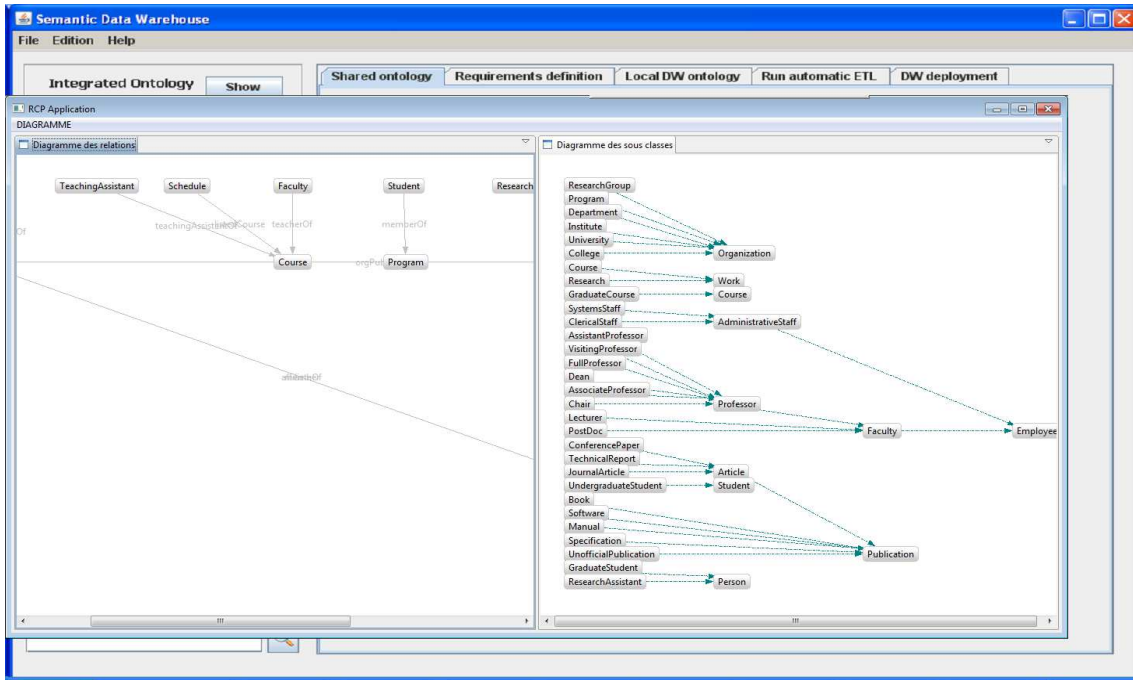 Semantic Data Warehouse
File Edition Help
Integrated Ontology Show
Shared ontology Requirements definition Local DW ontology Run automatic ETL DW deployment
RCP Application
DIAGRAMME
Diagramme des relations
TeachingAssistant Schedule Faculty Student Research
teacherOf memberOf
Of
Course Program
Diagramme des sous classes
ResearchGroup
Program
Department
Institute
University
College Organization
Course
Research Work
GraduateCourse Course
SystemsStaff
ClericalStaff AdministrativeStaff
AssistantProfessor
VisitingProfessor
FullProfessor
Dean
AssociateProfessor
Chair Professor
Lecturer
PostDoc Faculty Employee
ConferencePaper
TechnicalReport
JournalArticle Article
UndergraduateStudent Student
Book
Software
Manual
Specification
UnofficialPublication Publication
GraduateStudent
ResearchAssistant Person